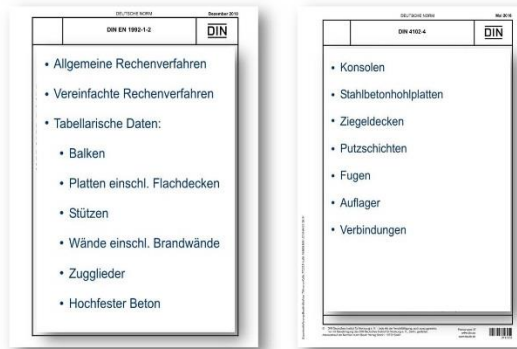 DEUTSCHE NORM
Dezember 2010
DIN EN 1992-1-2
DIN
• Allgemeine Rechenverfahren
• Vereinfachte Rechenverfahren
• Tabellarische Daten:
• Balken
• Platten einschl. Flachdecken
• Stützen
• Wände einschl. Brandwände
• Zugglieder
• Hochfester Beton
DEUTSCHE NORM
Mai 2016
DIN 4102-4
DIN
• Konsolen
• Stahlbetonhohlplatten
• Ziegeldecken
• Putzschichten
• Fugen
• Auflager
• Verbindungen